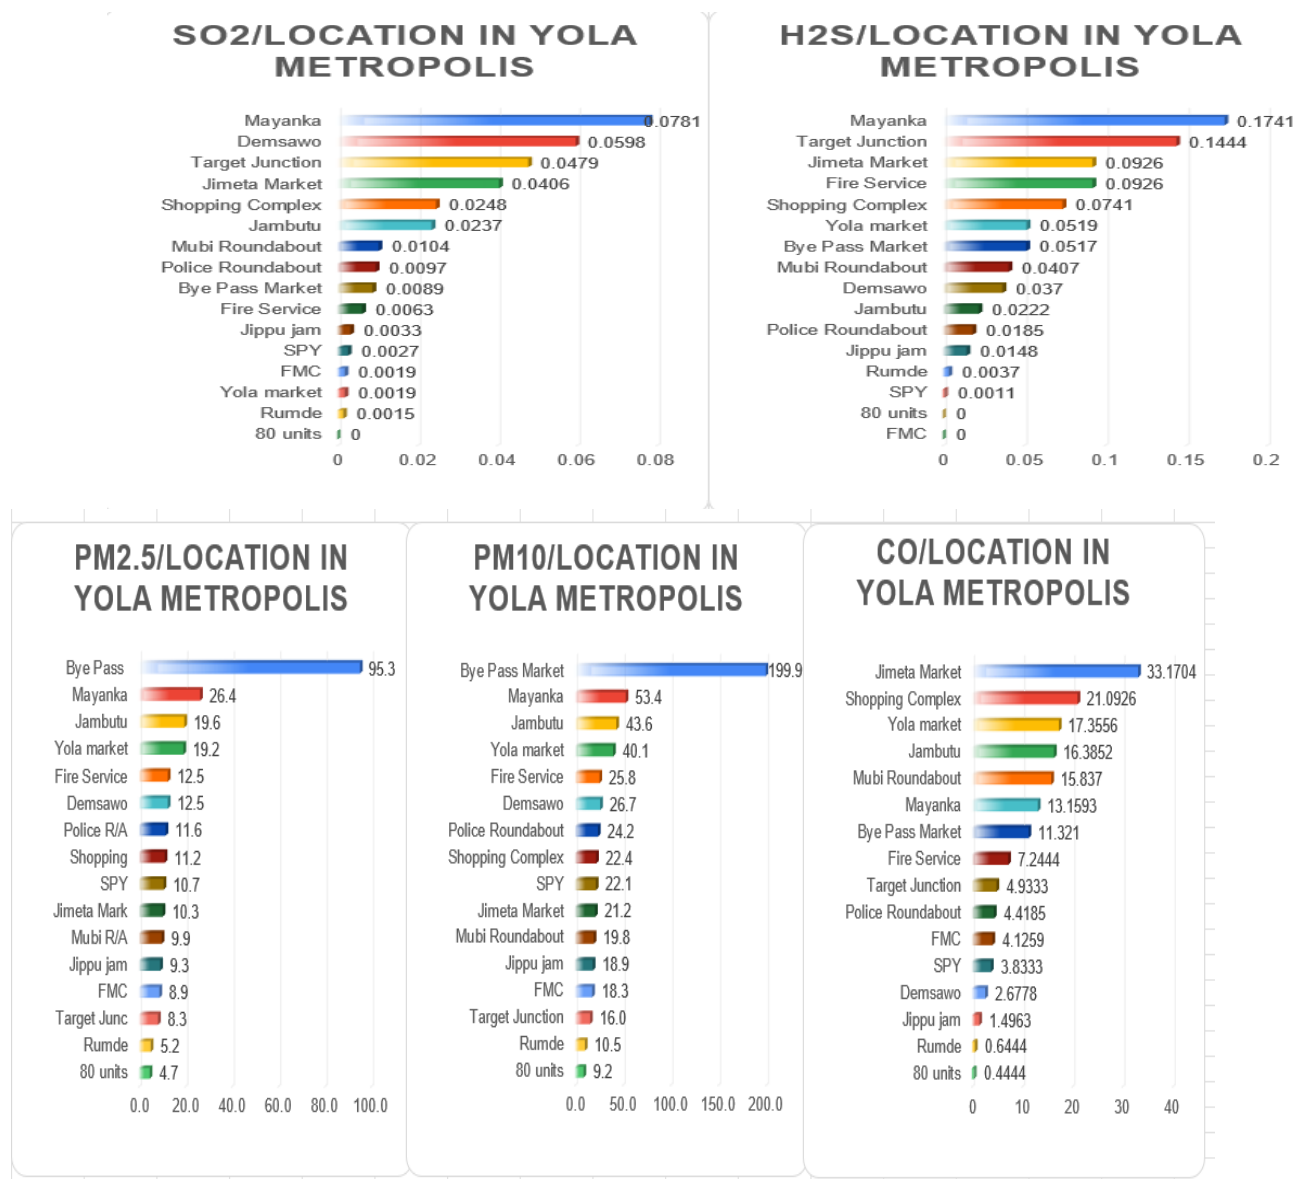 SO2/LOCATION IN YOLA
METROPOLIS
Mayanka 0.0781
Demsawo 0.0598
Target Junction 0.0479
Jimeta Market 0.0406
Shopping Complex 0.0248
Jambutu 0.0237
Mubi Roundabout 0.0104
Police Roundabout 0.0097
Bye Pass Market 0.0089
Fire Service 0.0063
Jippu jam 0.0033
SPY 0.0027
FMC 0.0019
Yola market 0.0019
Rumde 0.0015
80 units 0
0 0.02 0.04 0.06 0.08
H2S/LOCATION IN YOLA
METROPOLIS
Mayanka 0.1741
Target Junction 0.1444
Jimeta Market 0.0926
Fire Service 0.0926
Shopping Complex 0.0741
Yola market 0.0519
Bye Pass Market 0.0517
Mubi Roundabout 0.0407
Demsawo 0.037
Jambutu 0.0222
Police Roundabout 0.0185
Jippu jam 0.0148
Rumde 0.0037
SPY 0.0011
80 units 0
FMC 0
0 0.05 0.1 0.15 0.2
PM2.5/LOCATION IN
YOLA METROPOLIS
Bye Pass 95.3
Mayanka 26.4
Jambutu 19.6
Yola market 19.2
Fire Service 12.5
Demsawo 12.5
Police R/A 11.6
Shopping 11.2
SPY 10.7
Jimeta Mark 10.3
Mubi R/A 9.9
Jippu jam 9.3
FMC 8.9
Target Junc 8.3
Rumde 5.2
80 units 4.7
0.0 20.0 40.0 60.0 80.0 100.0
PM10/LOCATION IN
YOLA METROPOLIS
Bye Pass Market 199.9
Mayanka 53.4
Jambutu 43.6
Yola market 40.1
Fire Service 25.8
Demsawo 26.7
Police Roundabout 24.2
Shopping Complex 22.4
SPY 22.1
Jimeta Market 21.2
Mubi Roundabout 19.8
Jippu jam 18.9
FMC 18.3
Target Junction 16.0
Rumde 10.5
80 units 9.2
0.0 50.0 100.0 150.0 200.0
CO/LOCATION IN
YOLA METROPOLIS
Jimeta Market 33.1704
Shopping Complex 21.0926
Yola market 17.3556
Jambutu 16.3852
Mubi Roundabout 15.837
Mayanka 13.1593
Bye Pass Market 11.321
Fire Service 7.2444
Target Junction 4.9333
Police Roundabout 4.4185
FMC 4.1259
SPY 3.8333
Demsawo 2.6778
Jippu jam 1.4963
Rumde 0.6444
80 units 0.4444
0 10 20 30 40